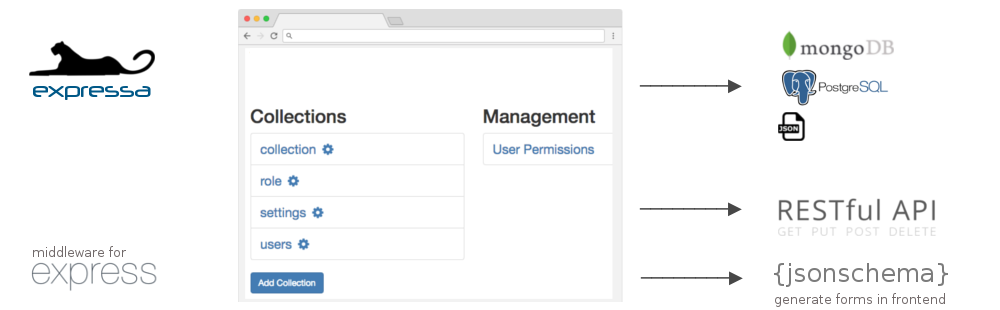 expressa
middleware for
express
Collections
collection
role
settings
users
Add Collection
Management
User Permissions
mongoDB
PostgreSQL
JSON
RESTful API
GET PUT POST DELETE
{jsonschema}
generate forms in frontend